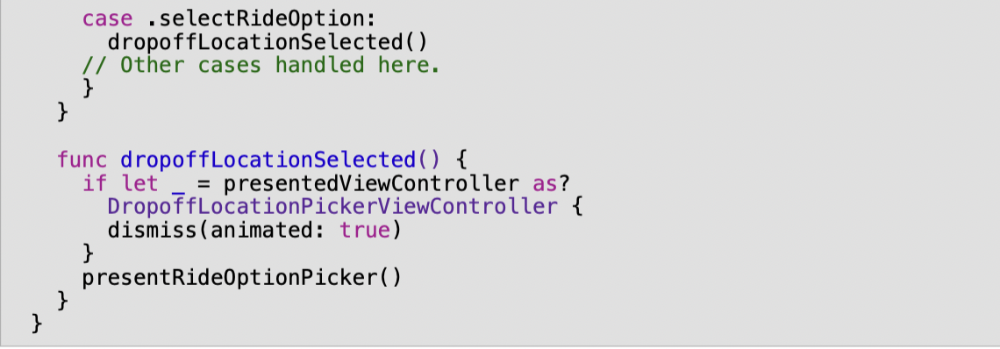 case .selectRideOption:
dropoffLocationSelected()
// Other cases handled here.
}
}
func dropoffLocationSelected() {
if let _ = presentedViewController as?
DropoffLocationPickerViewController {
dismiss(animated: true)
}
presentRideOptionPicker()
}
}